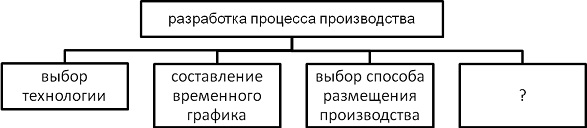 разработка процесса производства
выбор
технологии
составление
временного
графика
выбор способа
размещения
производства
?